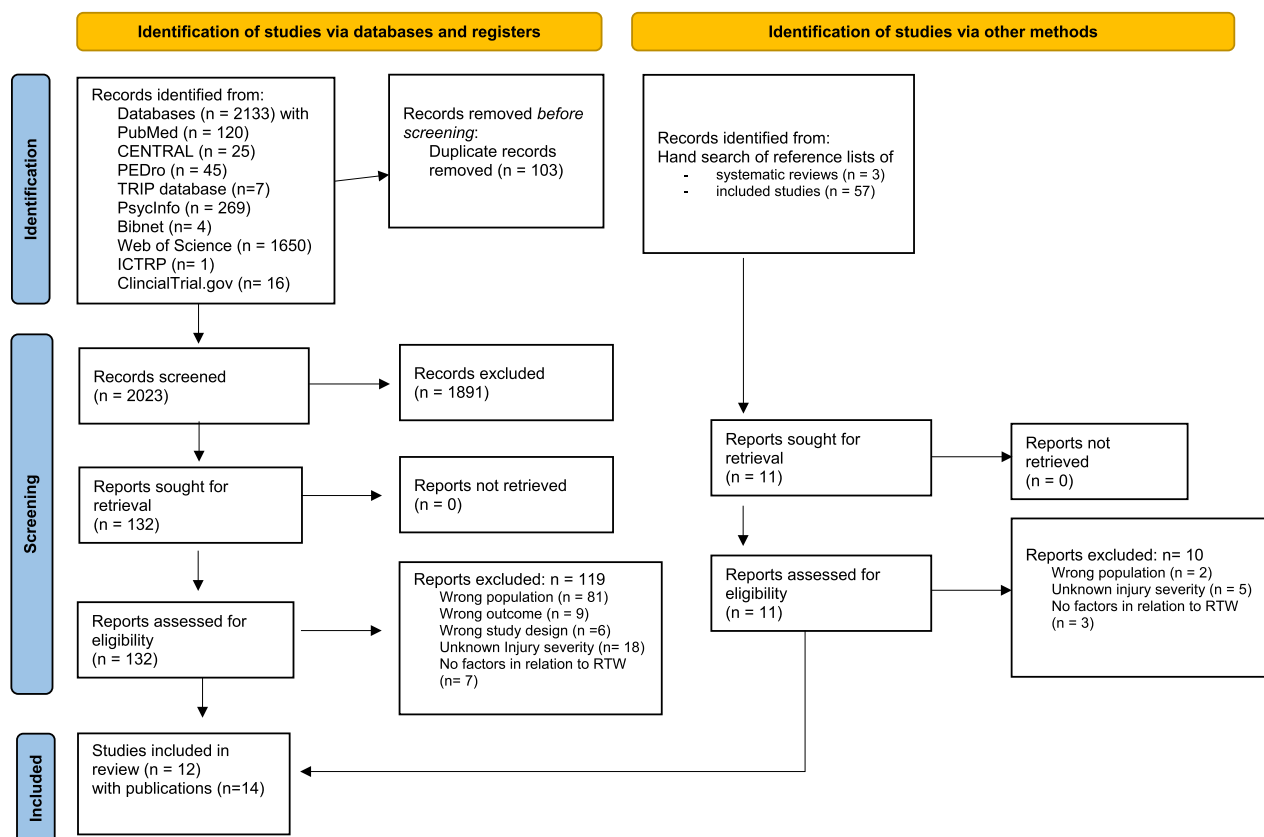 Identification of studies via databases and registers
Identification of studies via other methods
Identification
Records identified from:
Databases (n = 2133) with
PubMed (n = 120)
CENTRAL (n = 25)
PEDro (n = 45)
TRIP database (n=7)
PsycInfo (n = 269)
Bibnet (n= 4)
Web of Science (n = 1650)
ICTRP (n= 1)
ClincialTrial.gov (n= 16)
Records removed before
screening:
Duplicate records
removed (n = 103)
Records identified from:
Hand search of reference lists of
- systematic reviews (n = 3)
- included studies (n = 57)
Screening
Records screened
(n = 2023)
Records excluded
(n = 1891)
Reports sought for
retrieval
(n = 132)
Reports not retrieved
(n = 0)
Reports sought for
retrieval
(n = 11)
Reports not
retrieved
(n = 0)
Reports assessed for
eligibility
(n = 132)
Reports excluded: n = 119
Wrong population (n = 81)
Wrong outcome (n = 9)
Wrong study design (n =6)
Unknown Injury severity (n= 18)
No factors in relation to RTW
(n= 7)
Reports assessed for
eligibility
(n = 11)
Reports excluded: n= 10
Wrong population (n = 2)
Unknown injury severity (n = 5)
No factors in relation to RTW
(n = 3)
Included
Studies included in
review (n = 12)
with publications (n=14)